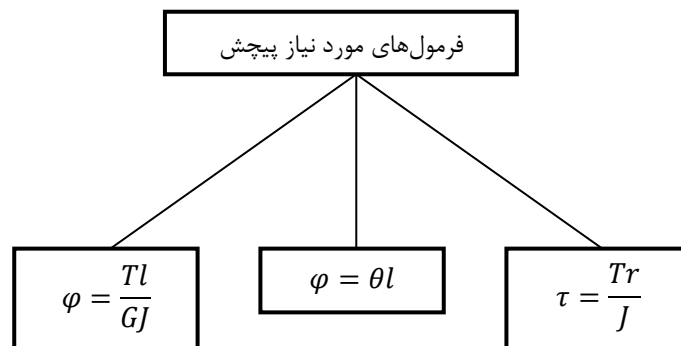 فرمول‌های مورد نیاز پیچش
φ = Tl/GJ
φ = θl
τ = Tr/J